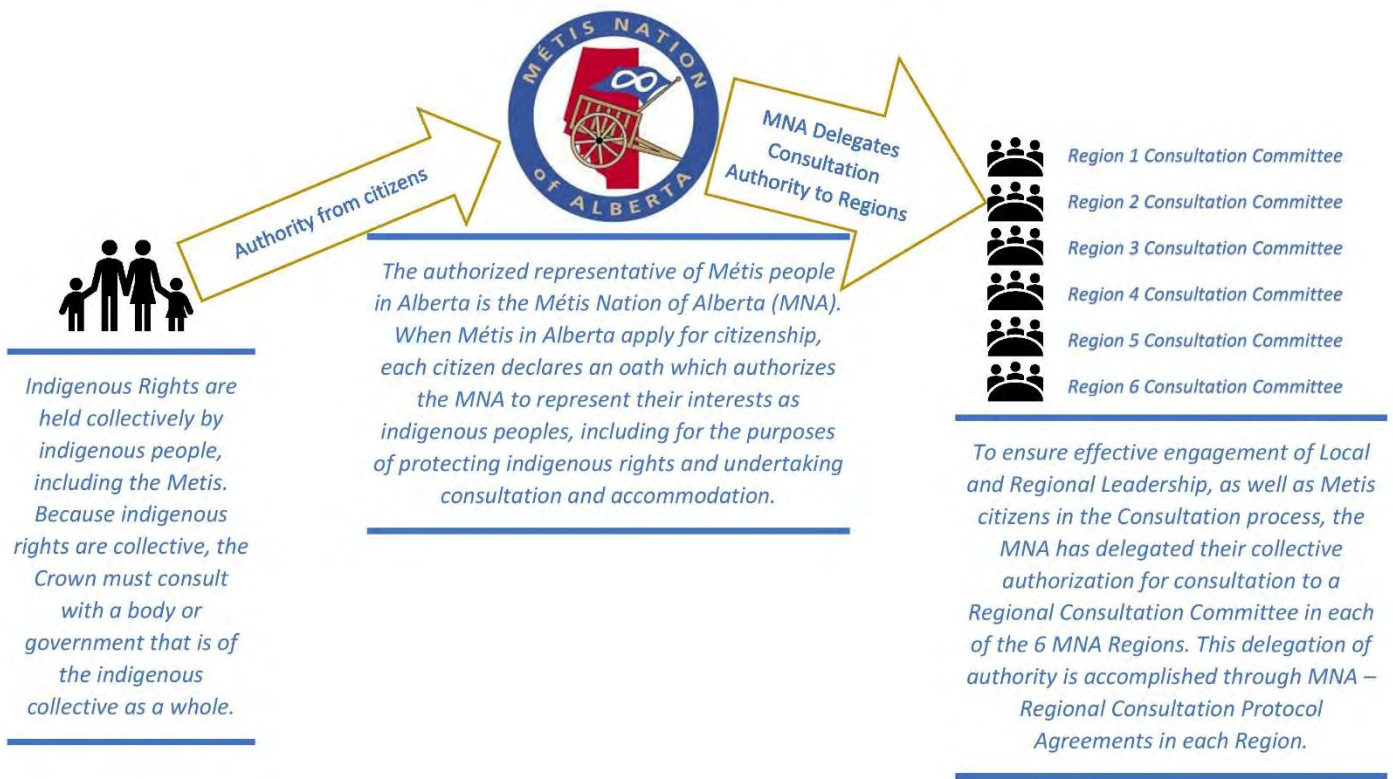 Indigenous Rights are
held collectively by
indigenous people,
including the Metis.
Because indigenous
rights are collective, the
Crown must consult
with a body or
government that is of
the indigenous
collective as a whole.
Authority from citizens
MÉTIS NATION
of ALBERTA
The authorized representative of Métis people
in Alberta is the Métis Nation of Alberta (MNA).
When Métis in Alberta apply for citizenship,
each citizen declares an oath which authorizes
the MNA to represent their interests as
indigenous peoples, including for the purposes
of protecting indigenous rights and undertaking
consultation and accommodation.
MNA Delegates
Consultation
Authority to Regions
Region 1 Consultation Committee
Region 2 Consultation Committee
Region 3 Consultation Committee
Region 4 Consultation Committee
Region 5 Consultation Committee
Region 6 Consultation Committee
To ensure effective engagement of Local
and Regional Leadership, as well as Metis
citizens in the Consultation process, the
MNA has delegated their collective
authorization for consultation to a
Regional Consultation Committee in each
of the 6 MNA Regions. This delegation of
authority is accomplished through MNA –
Regional Consultation Protocol
Agreements in each Region.